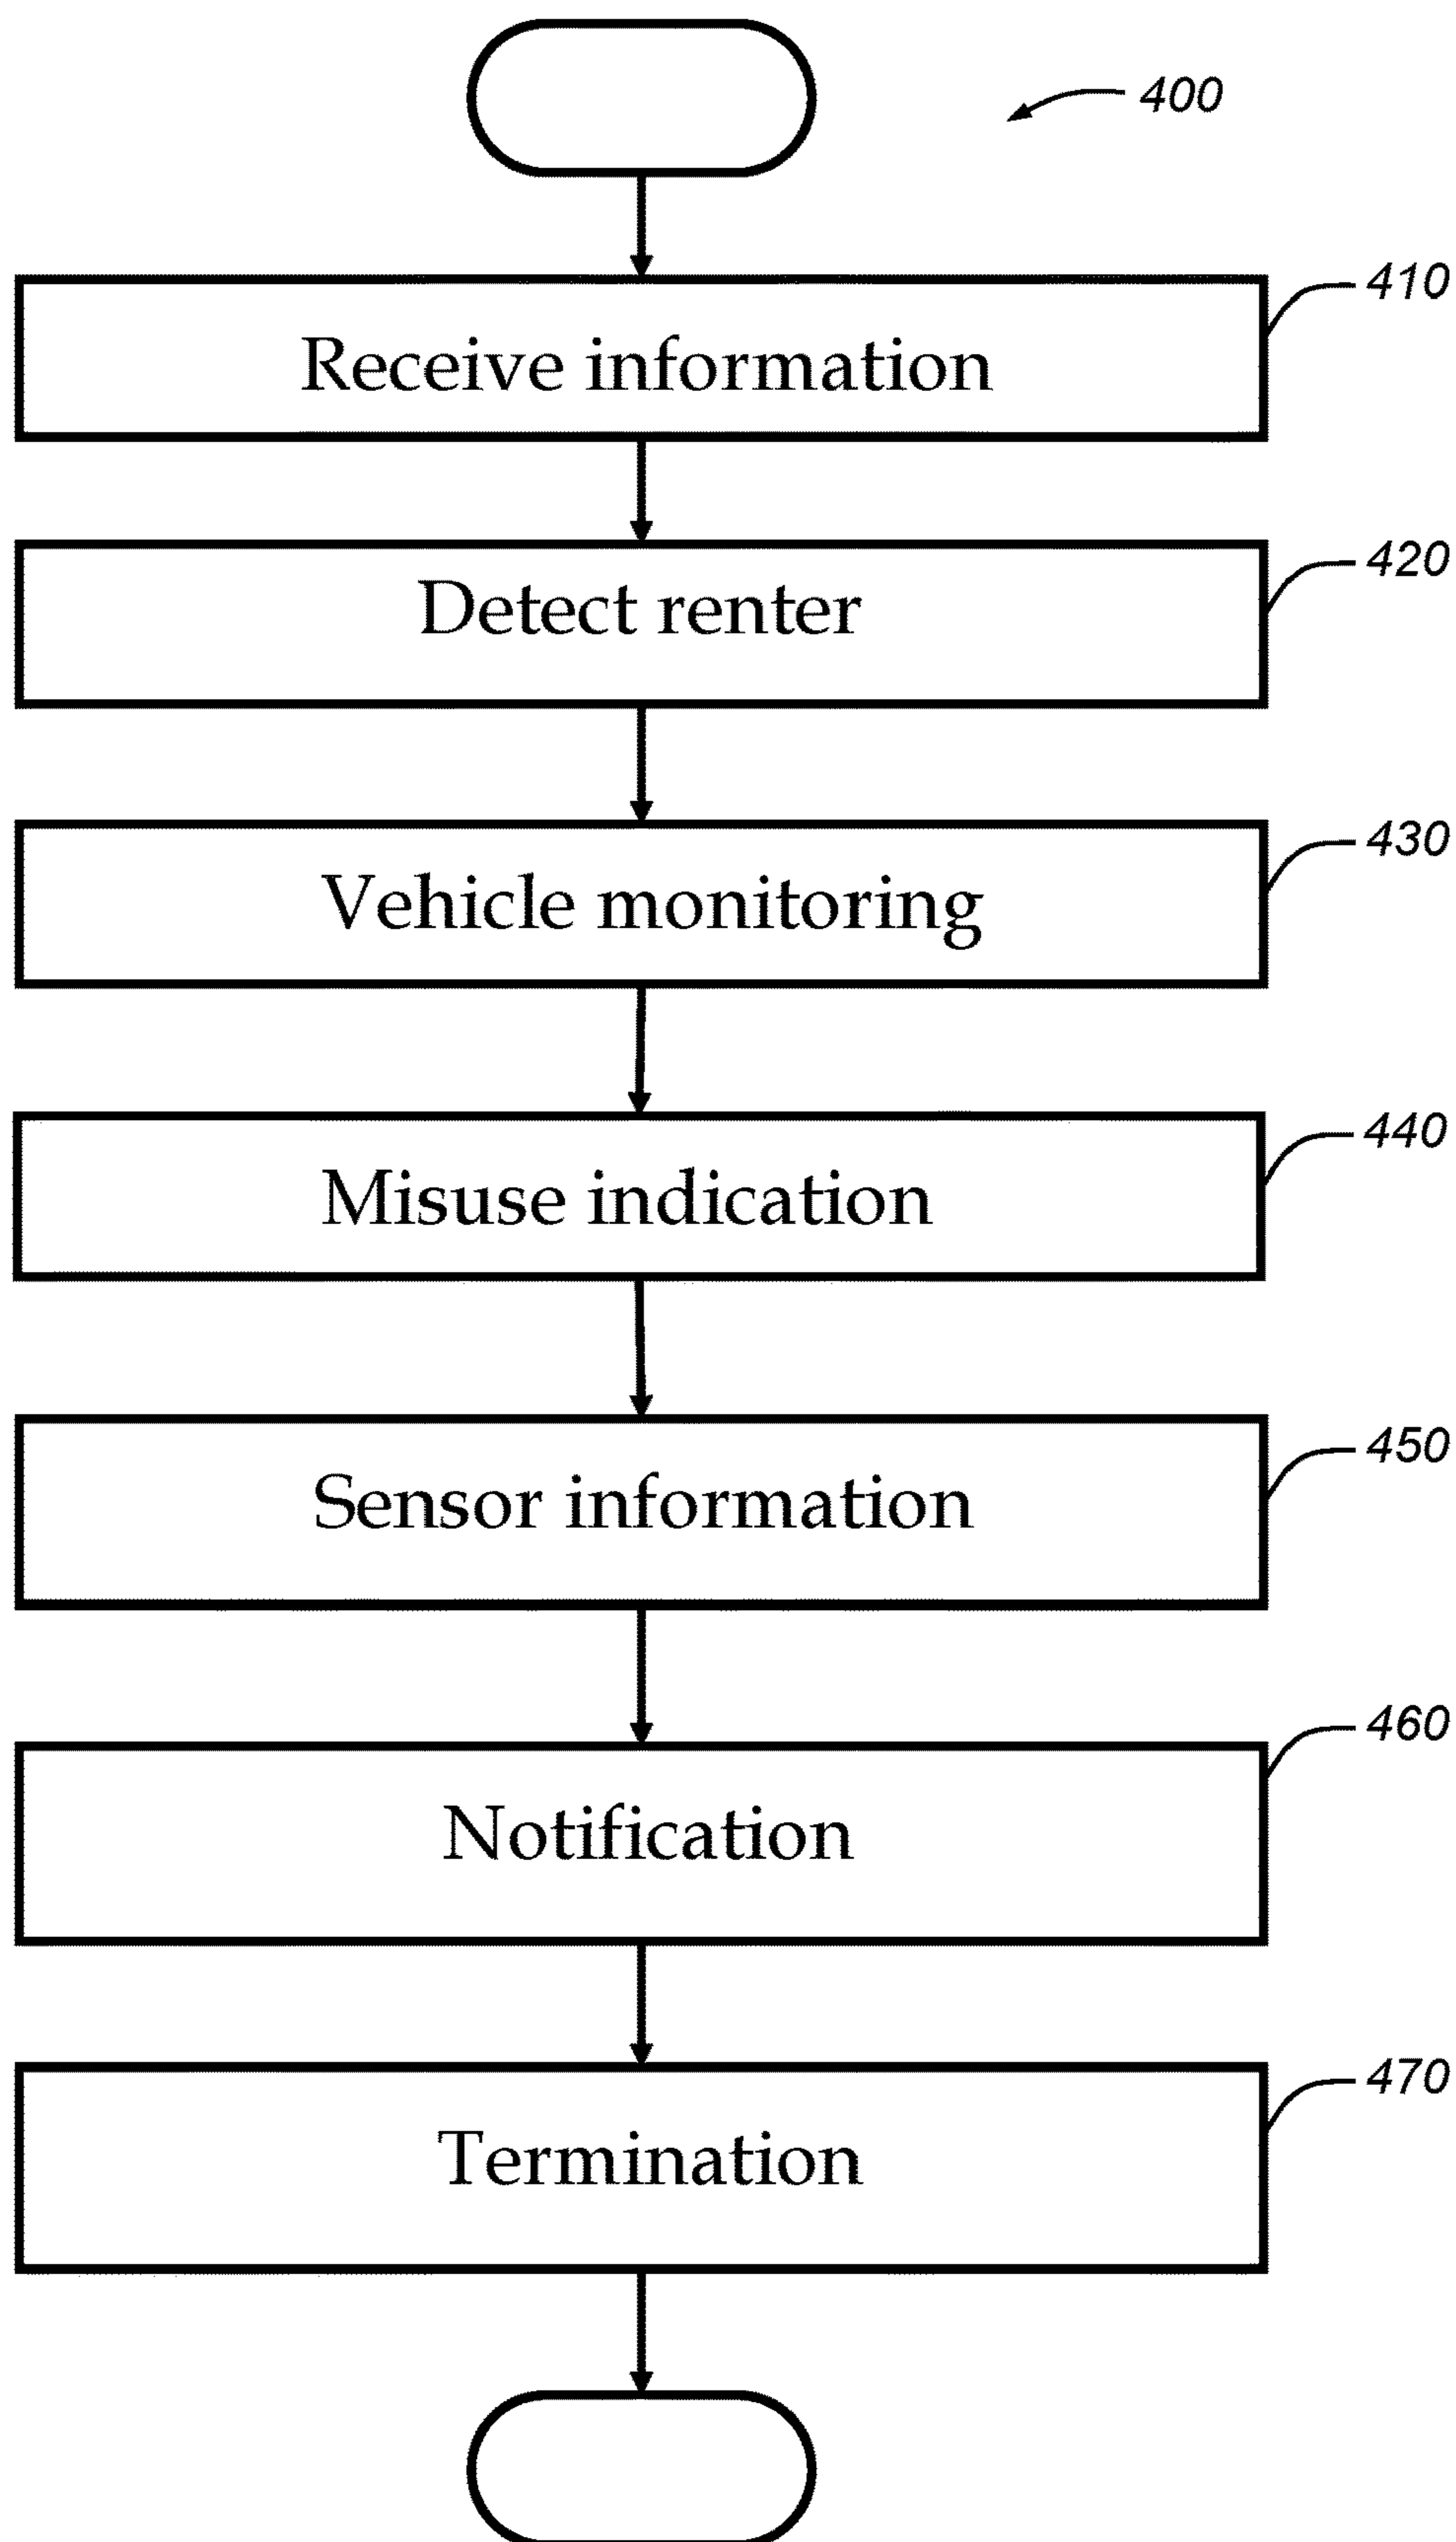 400
410
Receive information
420
Detect renter
430
Vehicle monitoring
440
Misuse indication
450
Sensor information
460
Notification
470
Termination